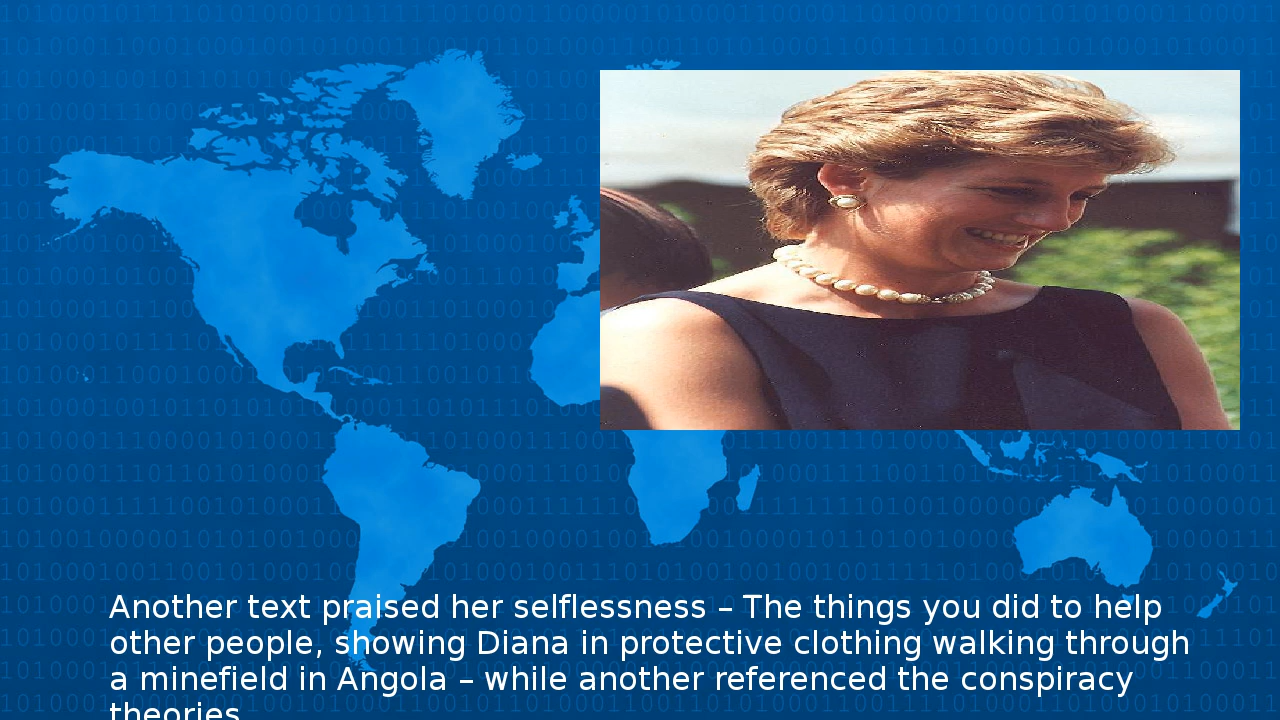 Another text praised her selflessness – The things you did to help
other people, showing Diana in protective clothing walking through
a minefield in Angola – while another referenced the conspiracy
theories